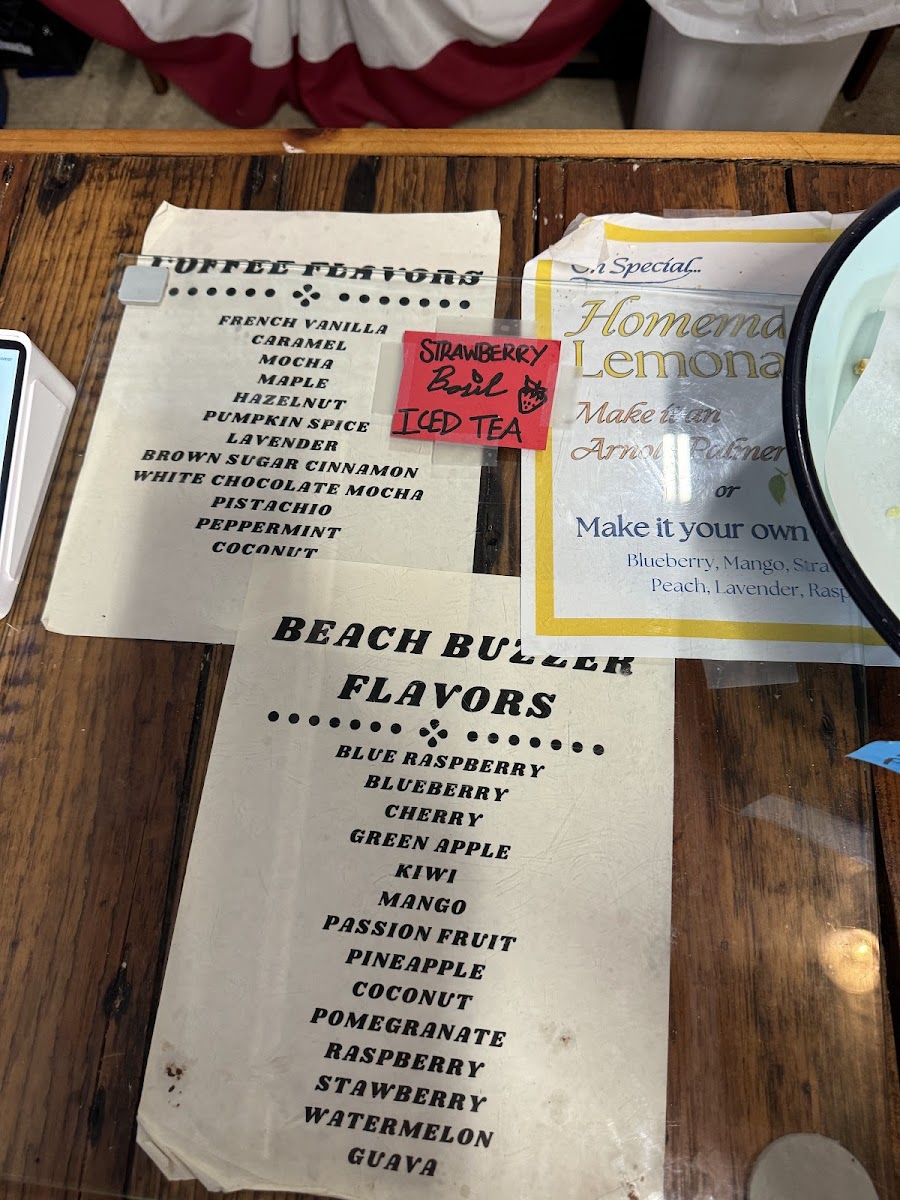 COFFEE FLAVORS
FRENCH VANILLA
CARAMEL
MOCHA
MAPLE
HAZELNUT
PUMPKIN SPICE
LAVENDER
BROWN SUGAR CINNAMON
WHITE CHOCOLATE MOCHA
PISTACHIO
PEPPERMINT
COCONUT
STRAWBERRY
Basil
ICED TEA
On Special...
Homema
Lemona
Make it an
Arnold Palmer
or
Make it your own
Blueberry, Mango, Stra
Peach, Lavender, Rasp
BEACH BUZZER
FLAVORS
BLUE RASPBERRY
BLUEBERRY
CHERRY
GREEN APPLE
KIWI
MANGO
PASSION FRUIT
PINEAPPLE
COCONUT
POMEGRANATE
RASPBERRY
STAWBERRY
WATERMELON
GUAVA